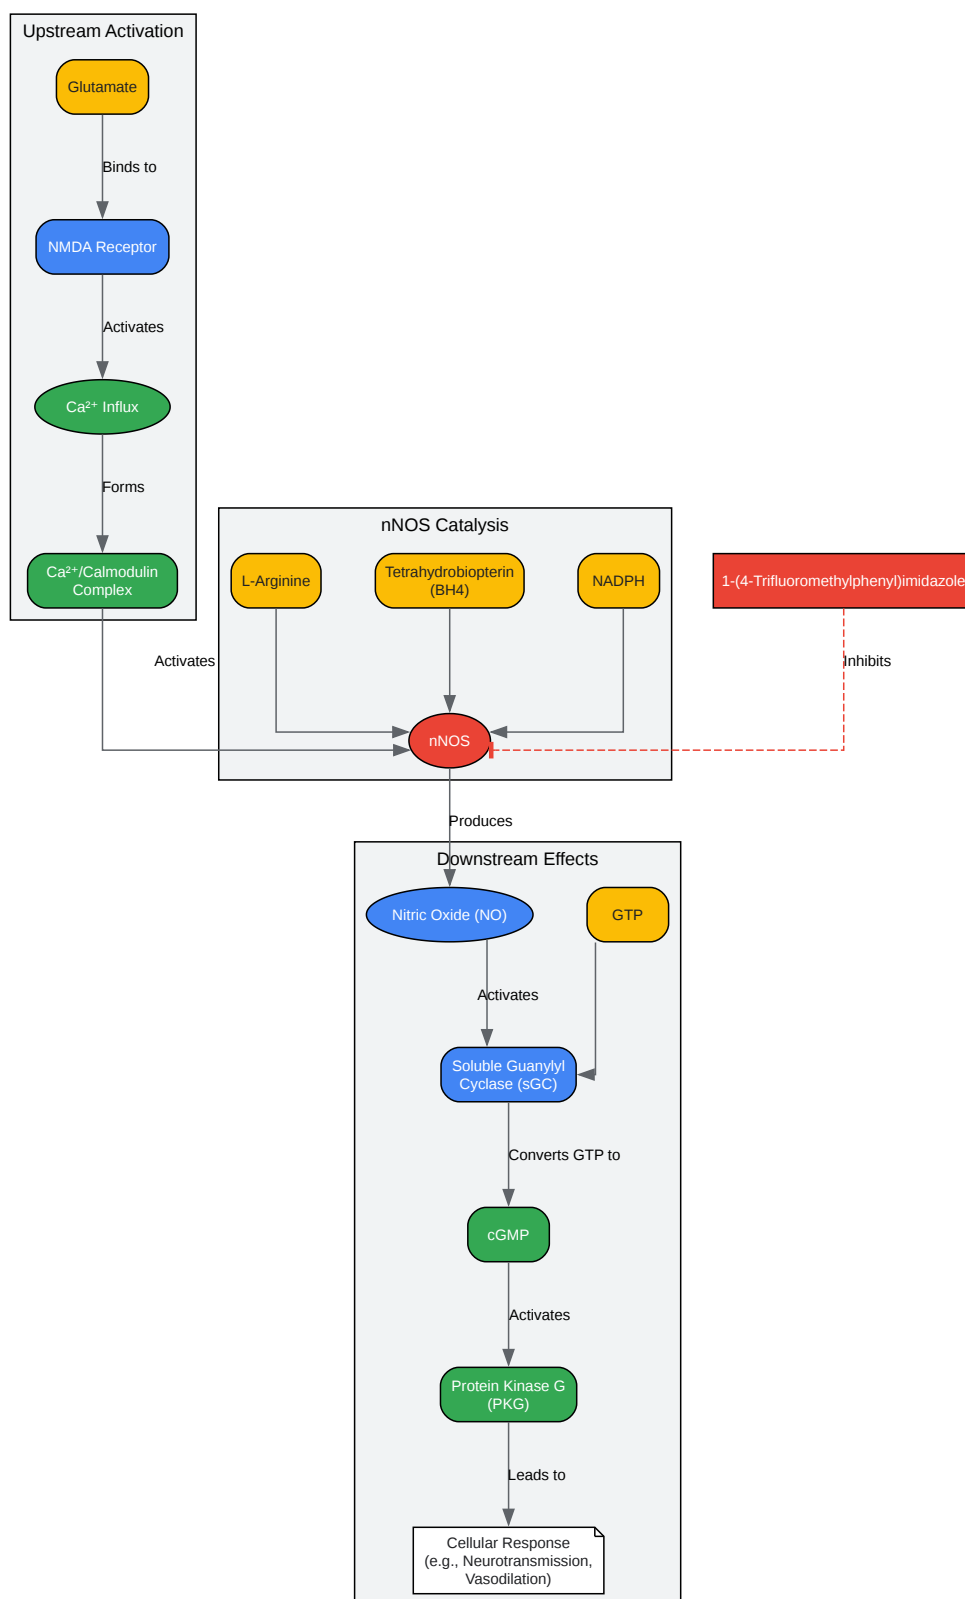 Upstream Activation
Glutamate
Binds to
NMDA Receptor
Activates
Ca²⁺ Influx
Forms
Ca²⁺/Calmodulin
Complex
Activates
nNOS Catalysis
L-Arginine
Tetrahydrobiopterin
(BH4)
NADPH
1-(4-Trifluoromethylphenyl)imidazole
Inhibits
nNOS
Produces
Downstream Effects
Nitric Oxide (NO)
GTP
Activates
Soluble Guanylyl
Cyclase (sGC)
Converts GTP to
cGMP
Activates
Protein Kinase G
(PKG)
Leads to
Cellular Response
(e.g., Neurotransmission,
Vasodilation)